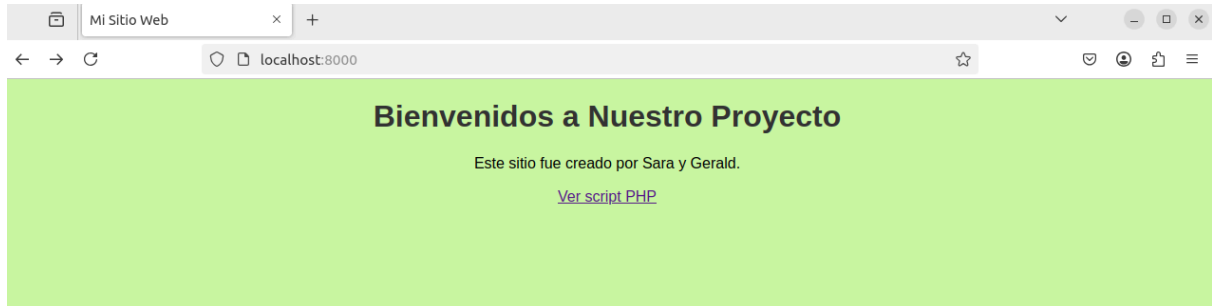 Mi Sitio Web
localhost:8000
Bienvenidos a Nuestro Proyecto
Este sitio fue creado por Sara y Gerald.
Ver script PHP